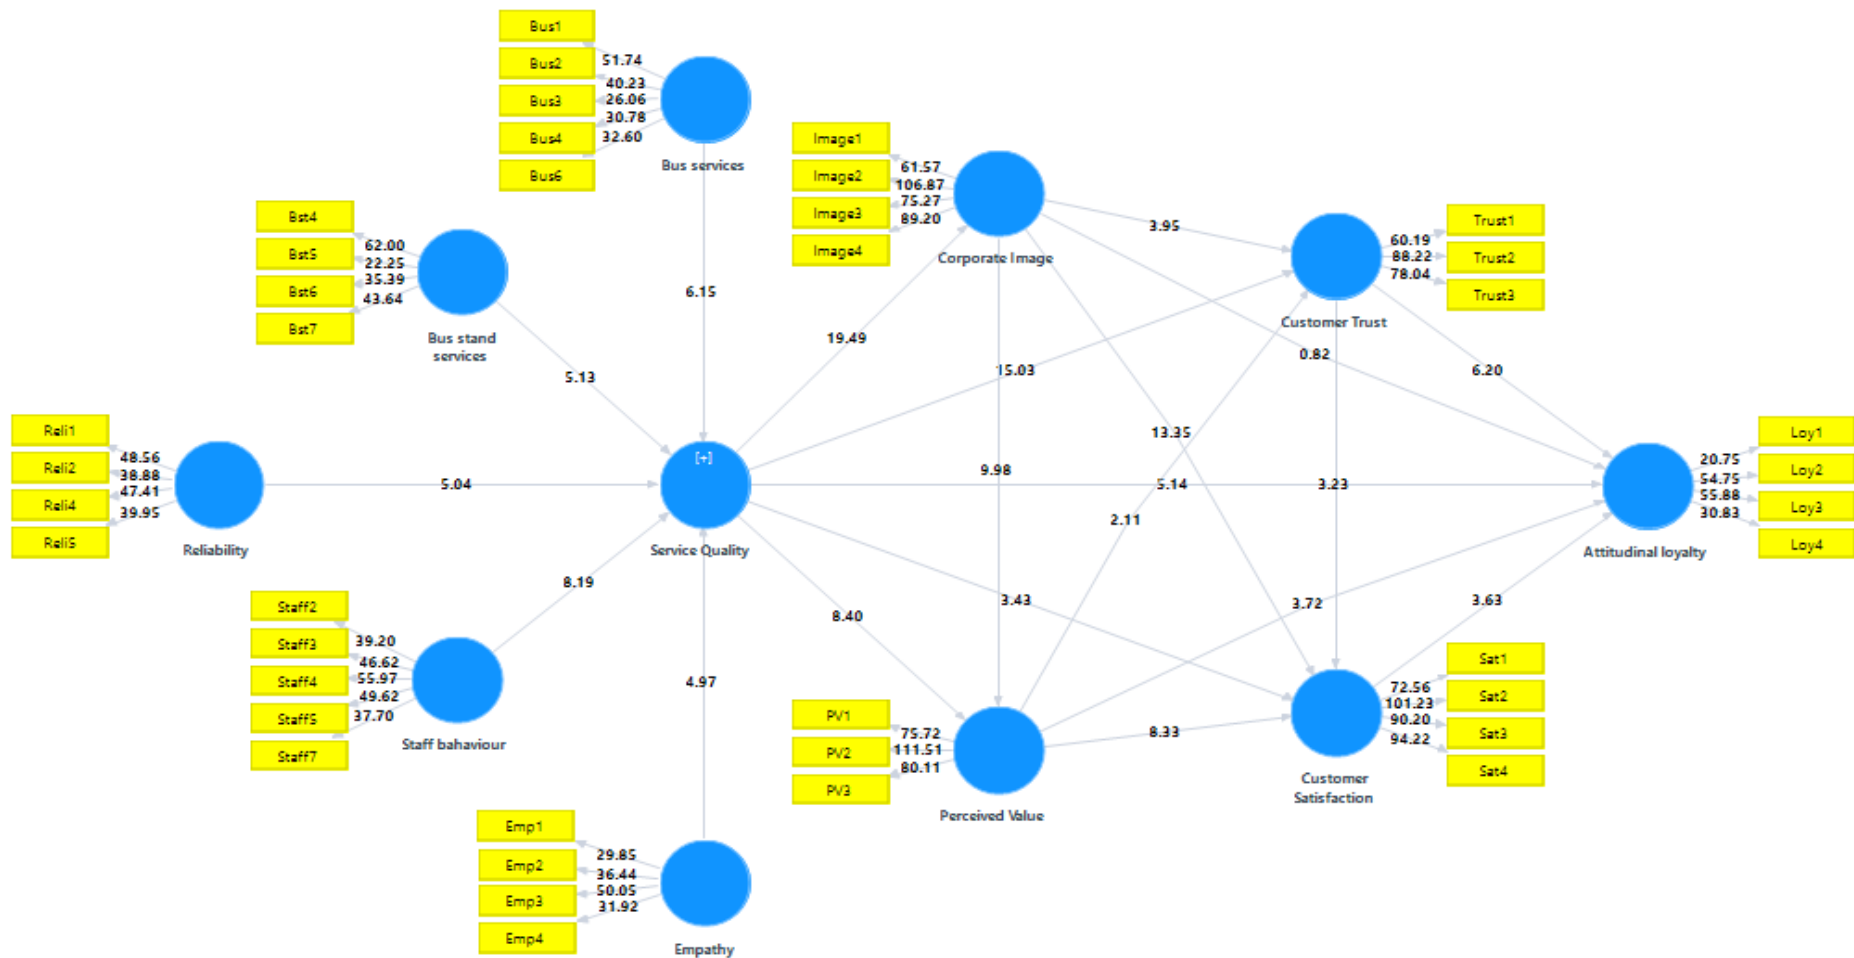 Bus1
Bus2
Bus3
Bus4
Bus6
51.74
40.23
26.06
30.78
32.60
Bus services
Bst4
Bst5
Bst6
Bst7
62.00
22.25
35.39
43.64
Bus stand
services
Reli1
Reli2
Reli4
Reli5
48.56
38.88
47.41
39.95
Reliability
Staff2
Staff3
Staff4
Staff5
Staff7
39.20
46.62
55.97
49.62
37.70
Staff bahaviour
Emp1
Emp2
Emp3
Emp4
29.85
36.44
50.05
31.92
Empathy
6.15
5.13
5.04
8.19
4.97
[+]
Service Quality
Image1
Image2
Image3
Image4
61.57
106.87
75.27
89.20
Corporate Image
19.49
15.03
9.98
8.40
3.43
5.14
3.95
0.82
13.35
2.11
3.23
6.20
3.72
3.63
8.33
PV1
PV2
PV3
75.72
111.51
80.11
Perceived Value
Trust1
Trust2
Trust3
60.19
88.22
78.04
Customer Trust
Sat1
Sat2
Sat3
Sat4
72.56
101.23
90.20
94.22
Customer
Satisfaction
Loy1
Loy2
Loy3
Loy4
20.75
54.75
55.88
30.83
Attitudinal loyalty